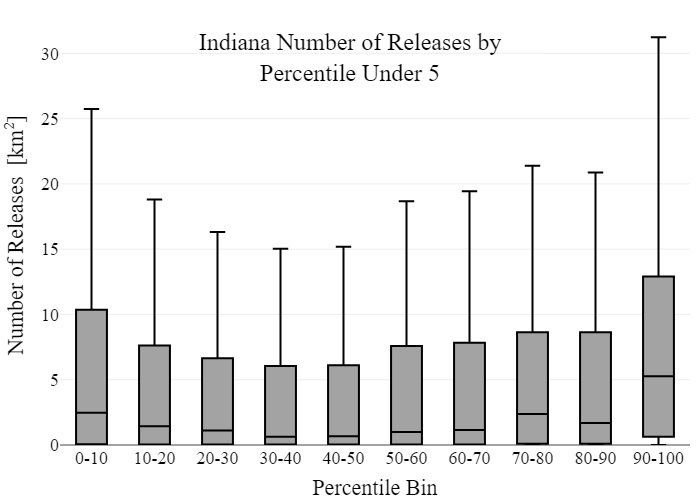 Indiana Number of Releases by
Percentile Under 5
Number of Releases [km²]
30
25
20
15
10
5
0
0-10 10-20 20-30 30-40 40-50 50-60 60-70 70-80 80-90 90-100
Percentile Bin